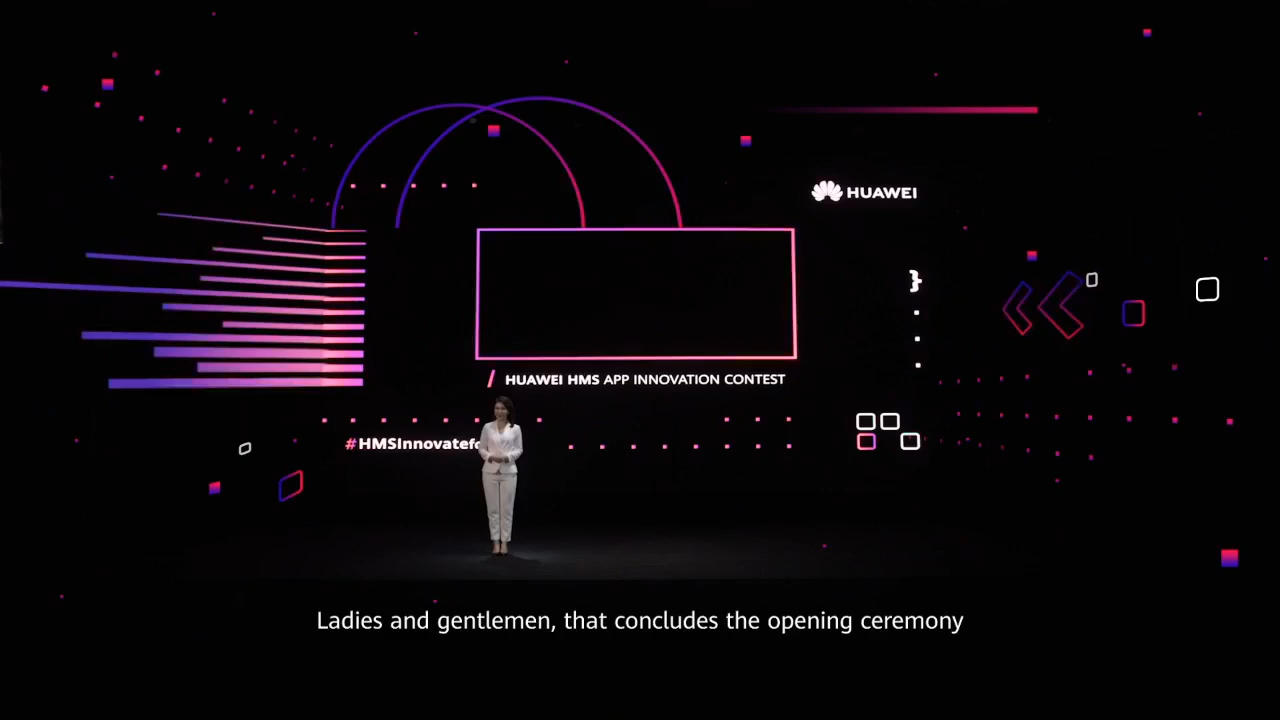 HUAWEI
}
/ HUAWEI HMS APP INNOVATION CONTEST
Ladies and gentlemen, that concludes the opening ceremony